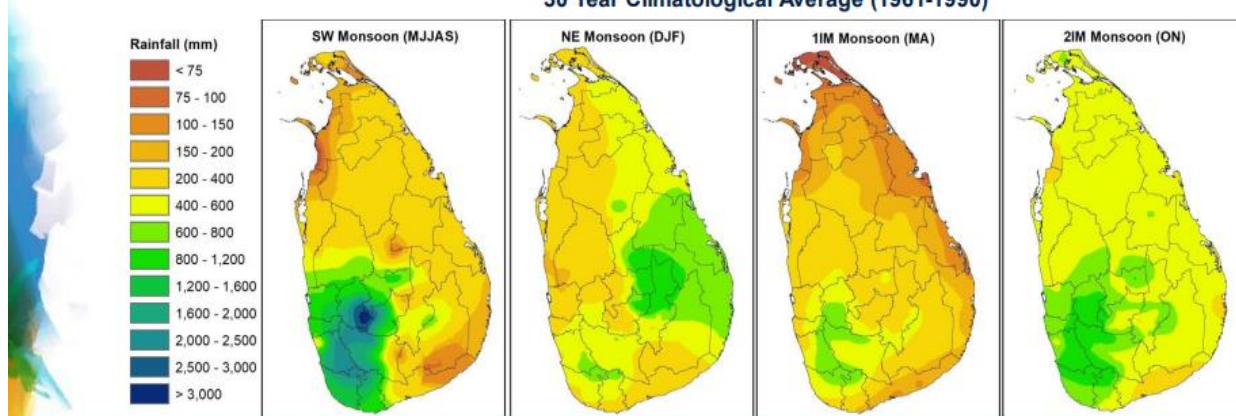 30 Year Climatological Average (1961-1990)
Rainfall (mm)
< 75
75 - 100
100 - 150
150 - 200
200 - 400
400 - 600
600 - 800
800 - 1,200
1,200 - 1,600
1,600 - 2,000
2,000 - 2,500
2,500 - 3,000
> 3,000
SW Monsoon (MJJAS)
NE Monsoon (DJF)
1IM Monsoon (MA)
2IM Monsoon (ON)